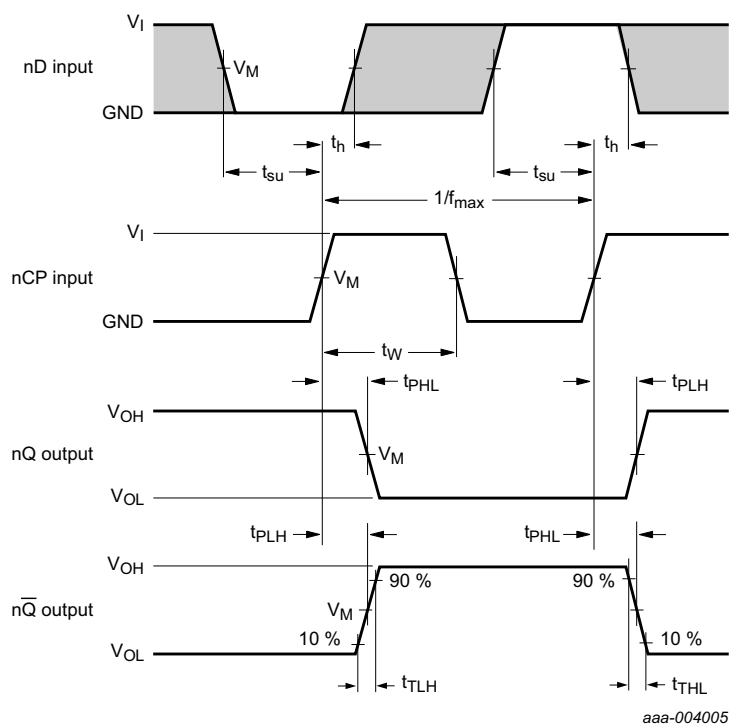 V_I
nD input
V_M
GND
t_h
t_h
t_su
t_su
1/f_max
V_I
nCP input
V_M
GND
t_W
t_PHL
t_PLH
V_OH
nQ output
V_M
V_OL
t_PLH
t_PHL
V_OH
90 %
90 %
nQ̅ output
V_M
10 %
10 %
V_OL
t_TLH
t_THL
aaa-004005